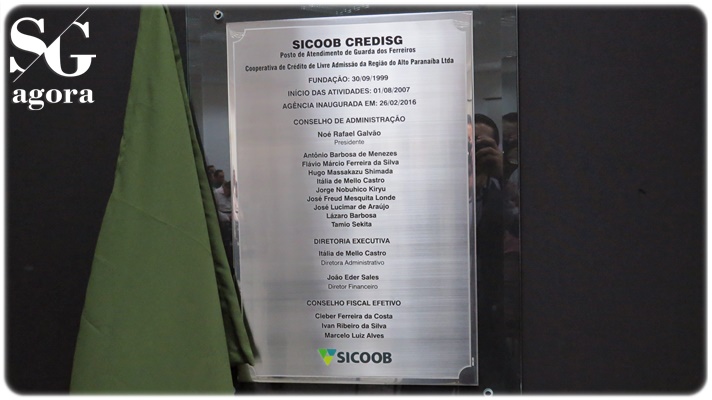 SG
agora
SICOOB CREDISG
Posto de Atendimento de Guarda dos Ferreiros
Cooperativa de Crédito de Livre Admissão da Região do Alto Paranaíba Ltda
FUNDAÇÃO: 30/09/1999
INÍCIO DAS ATIVIDADES: 01/08/2007
AGÊNCIA INAUGURADA EM: 26/02/2016
CONSELHO DE ADMINISTRAÇÃO
Noé Rafael Galvão
Presidente
Antônio Barbosa de Menezes
Flávio Márcio Ferreira da Silva
Hugo Massakazu Shimada
Itália de Mello Castro
Jorge Nobuhico Kiryu
José Freud Mesquita Londe
José Lucimar de Araújo
Lázaro Barbosa
Tamio Sekita
DIRETORIA EXECUTIVA
Itália de Mello Castro
Diretora Administrativo
João Eder Sales
Diretor Financeiro
CONSELHO FISCAL EFETIVO
Cleber Ferreira da Costa
Ivan Ribeiro da Silva
Marcelo Luiz Alves
SICOOB